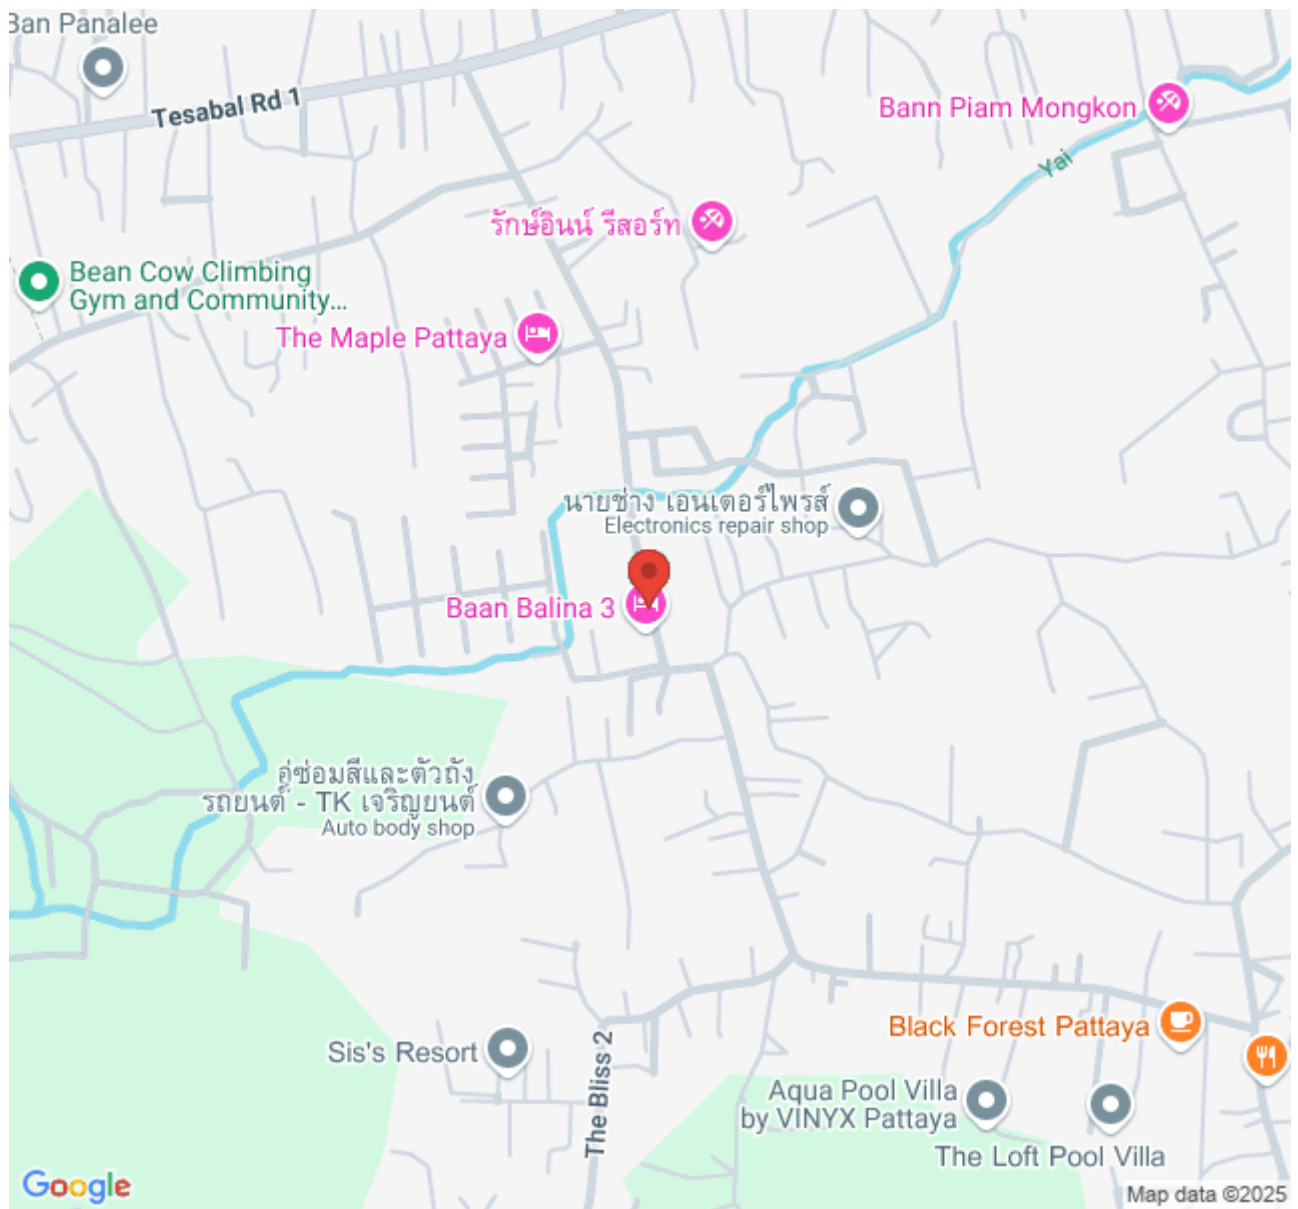 Ban Panalee
Tesabal Rd 1
Bann Piam Mongkon
Yai
รักษ์อินน์ รีสอร์ท
Bean Cow Climbing
Gym and Community...
The Maple Pattaya
นายช่าง เอนเตอร์ไพรส์
Electronics repair shop
Baan Balina 3
อู่ซ่อมสีและตัวถัง
รถยนต์ - TK เจริญยนต์
Auto body shop
Black Forest Pattaya
Sis's Resort
The Bliss 2
Aqua Pool Villa
by VINYX Pattaya
The Loft Pool Villa
Google
Map data ©2025